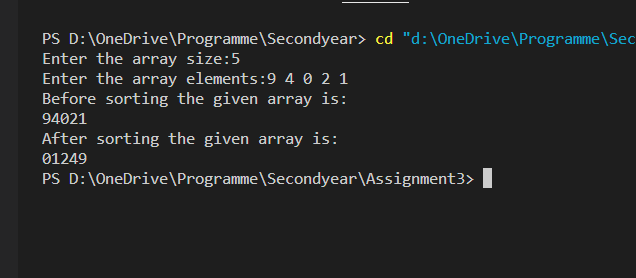 PS D:\OneDrive\Programme\Secondyear> cd "d:\OneDrive\Programme\Sec
Enter the array size:5
Enter the array elements:9 4 0 2 1
Before sorting the given array is:
94021
After sorting the given array is:
01249
PS D:\OneDrive\Programme\Secondyear\Assignment3>